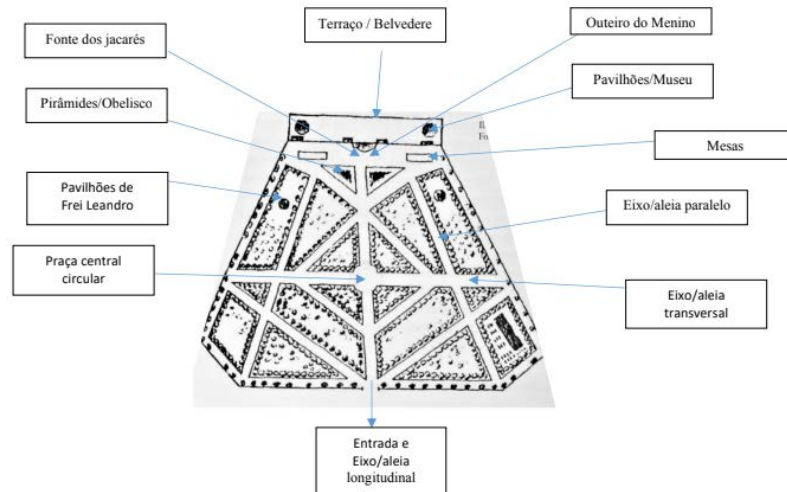 Fonte dos jacarés
Terraço / Belvedere
Outeiro do Menino
Pirâmides/Obelisco
Pavilhões/Museu
Mesas
Pavilhões de
Frei Leandro
Eixo/aleia paralelo
Praça central
circular
Eixo/aleia
transversal
Entrada e
Eixo/aleia
longitudinal